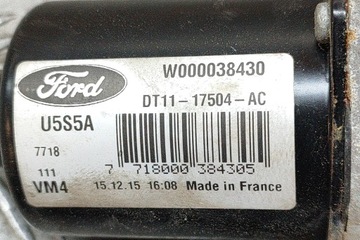 Ford
W000038430
DT11-17504-AC
U5S5A
7718
7 718000 384305
111
VM4
15.12.15 16:08 Made in France